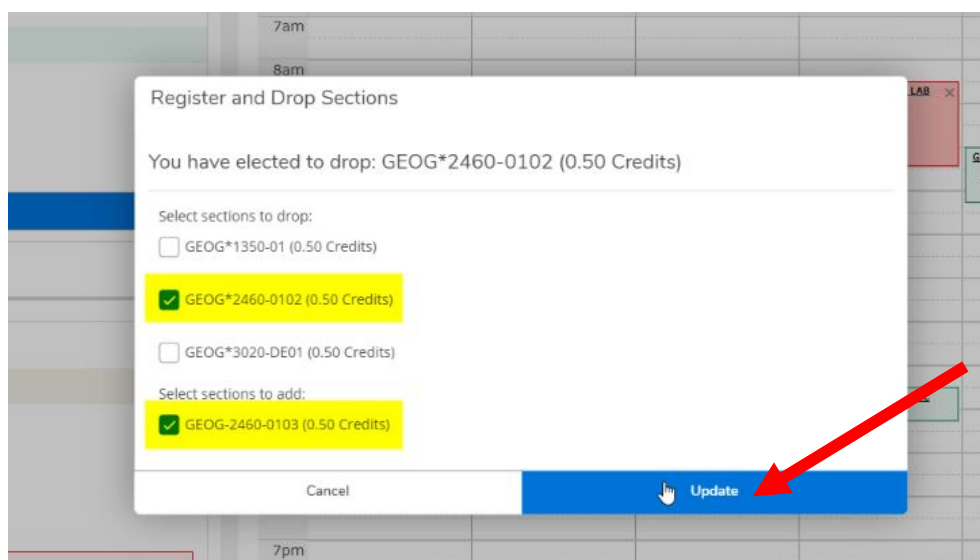 7am
8am
LAB
G
Register and Drop Sections
You have elected to drop: GEOG*2460-0102 (0.50 Credits)
Select sections to drop:
GEOG*1350-01 (0.50 Credits)
GEOG*2460-0102 (0.50 Credits)
GEOG*3020-DE01 (0.50 Credits)
Select sections to add:
GEOG-2460-0103 (0.50 Credits)
Cancel
Update
7pm